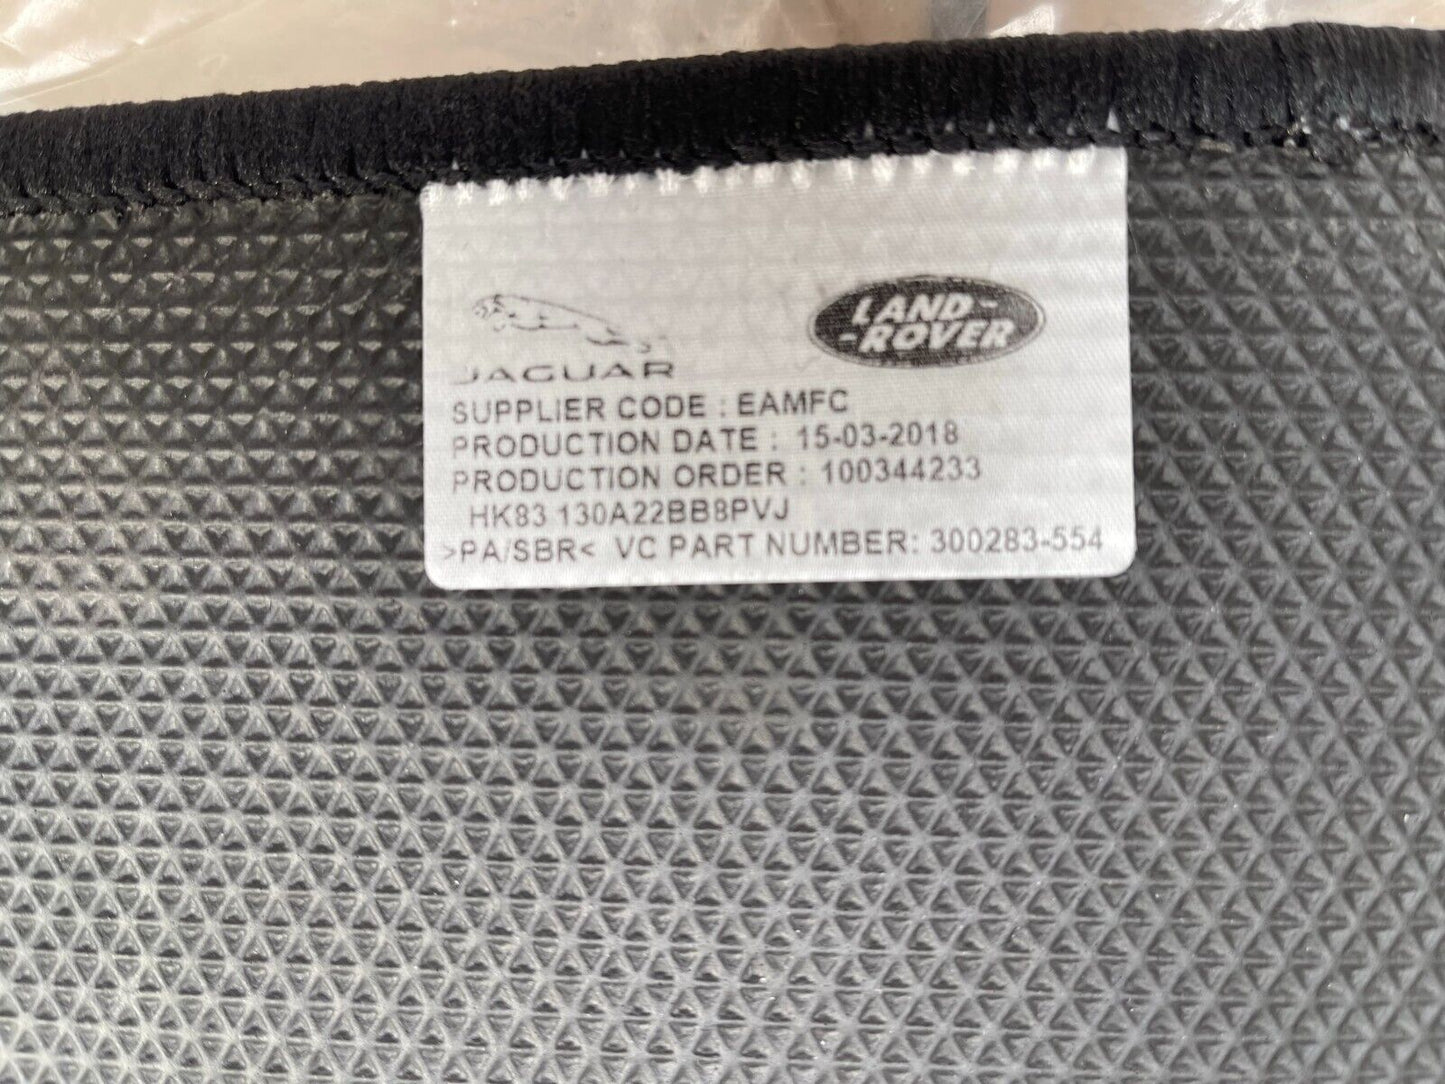 JAGUAR
LAND-
-ROVER
SUPPLIER CODE : EAMFC
PRODUCTION DATE : 15-03-2018
PRODUCTION ORDER : 100344233
HK83 130A22BB8PVJ
>PA/SBR< VC PART NUMBER: 300283-554